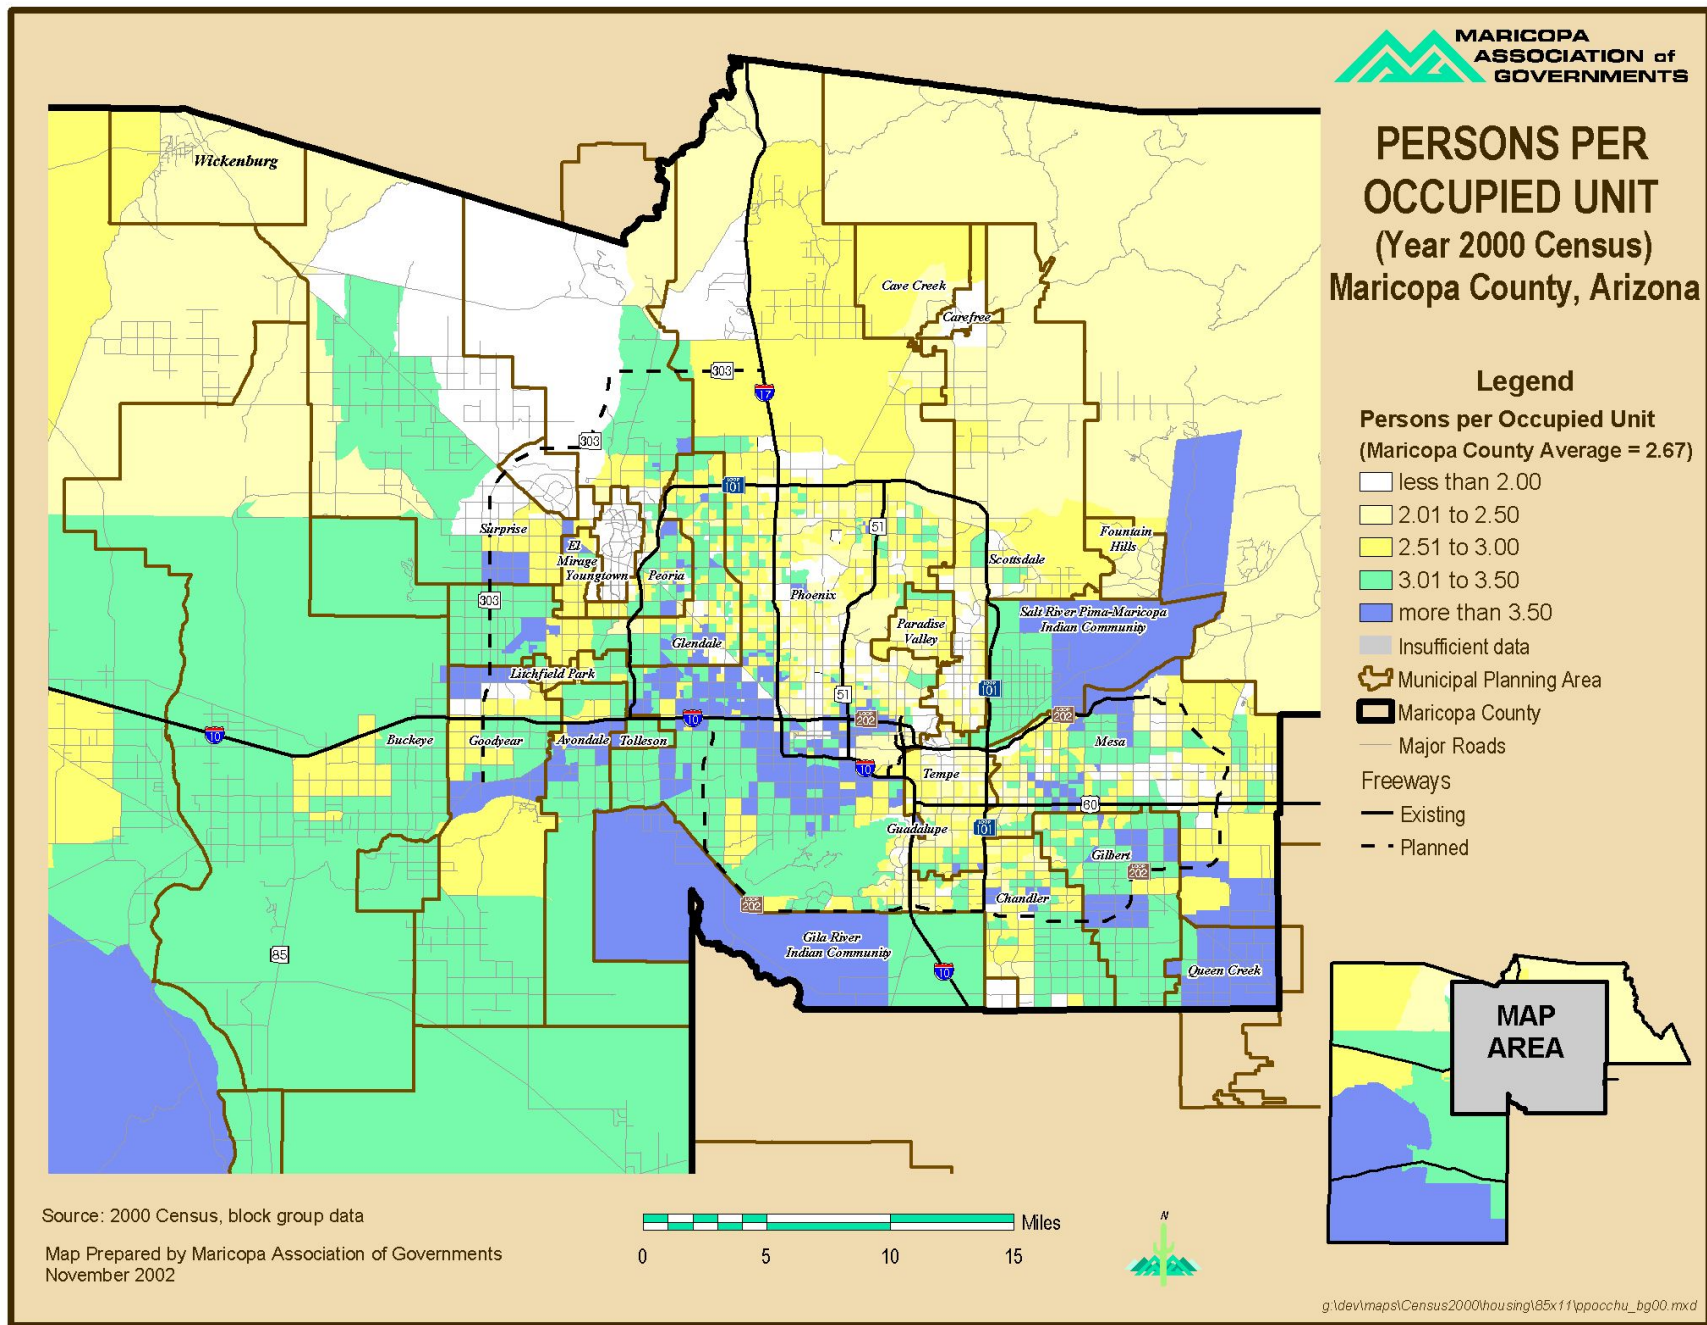 MARICOPA
ASSOCIATION of
GOVERNMENTS
PERSONS PER
OCCUPIED UNIT
(Year 2000 Census)
Maricopa County, Arizona
Legend
Persons per Occupied Unit
(Maricopa County Average = 2.67)
less than 2.00
2.01 to 2.50
2.51 to 3.00
3.01 to 3.50
more than 3.50
Insufficient data
Municipal Planning Area
Maricopa County
Major Roads
Freeways
Existing
Planned
Wickenburg
Cave Creek
Carefree
303
17
303
LOOP
101
51
Surprise
El
Mirage
Youngtown
Peoria
Phoenix
Scottsdale
Fountain
Hills
303
Salt River Pima-Maricopa
Indian Community
Paradise
Valley
Glendale
Litchfield Park
51
LOOP
101
10
10
LOOP
202
LOOP
202
Buckeye
Goodyear
Avondale
Tolleson
Mesa
10
Tempe
60
Guadalupe
LOOP
101
Gilbert
LOOP
202
Chandler
LOOP
202
Gila River
Indian Community
85
10
Queen Creek
MAP
AREA
Source: 2000 Census, block group data
Map Prepared by Maricopa Association of Governments
November 2002
Miles
0 5 10 15
N
g:\dev\maps\Census2000\housing\85x11\ppocchu_bg00.mxd